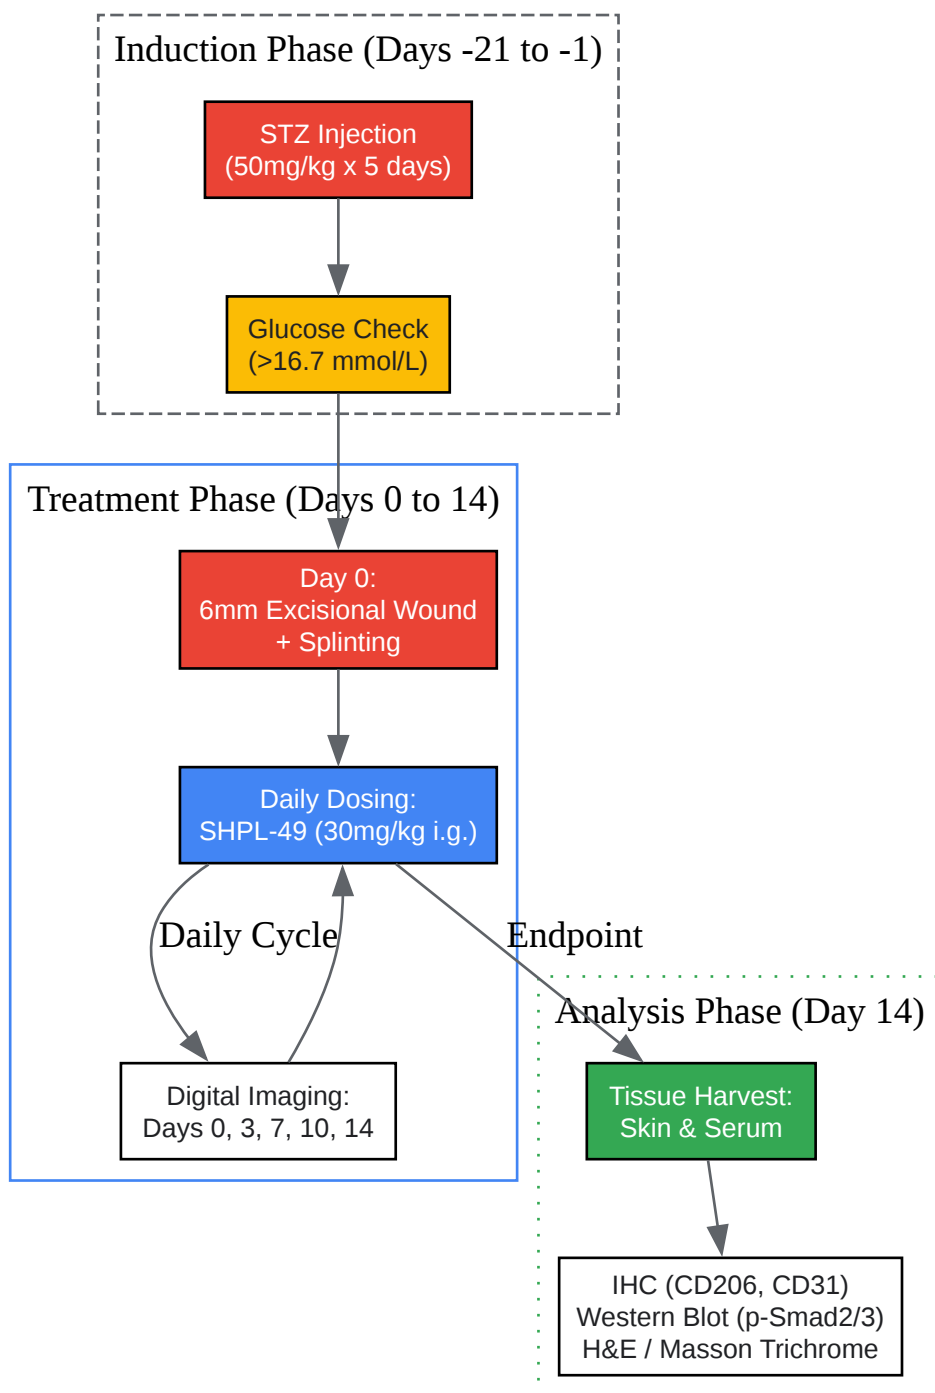 Induction Phase (Days -21 to -1)
STZ Injection
(50mg/kg x 5 days)
Glucose Check
(>16.7 mmol/L)
Treatment Phase (Days 0 to 14)
Day 0:
6mm Excisional Wound
+ Splinting
Daily Dosing:
SHPL-49 (30mg/kg i.g.)
Daily Cycle
Endpoint
Digital Imaging:
Days 0, 3, 7, 10, 14
Analysis Phase (Day 14)
Tissue Harvest:
Skin & Serum
IHC (CD206, CD31)
Western Blot (p-Smad2/3)
H&E / Masson Trichrome